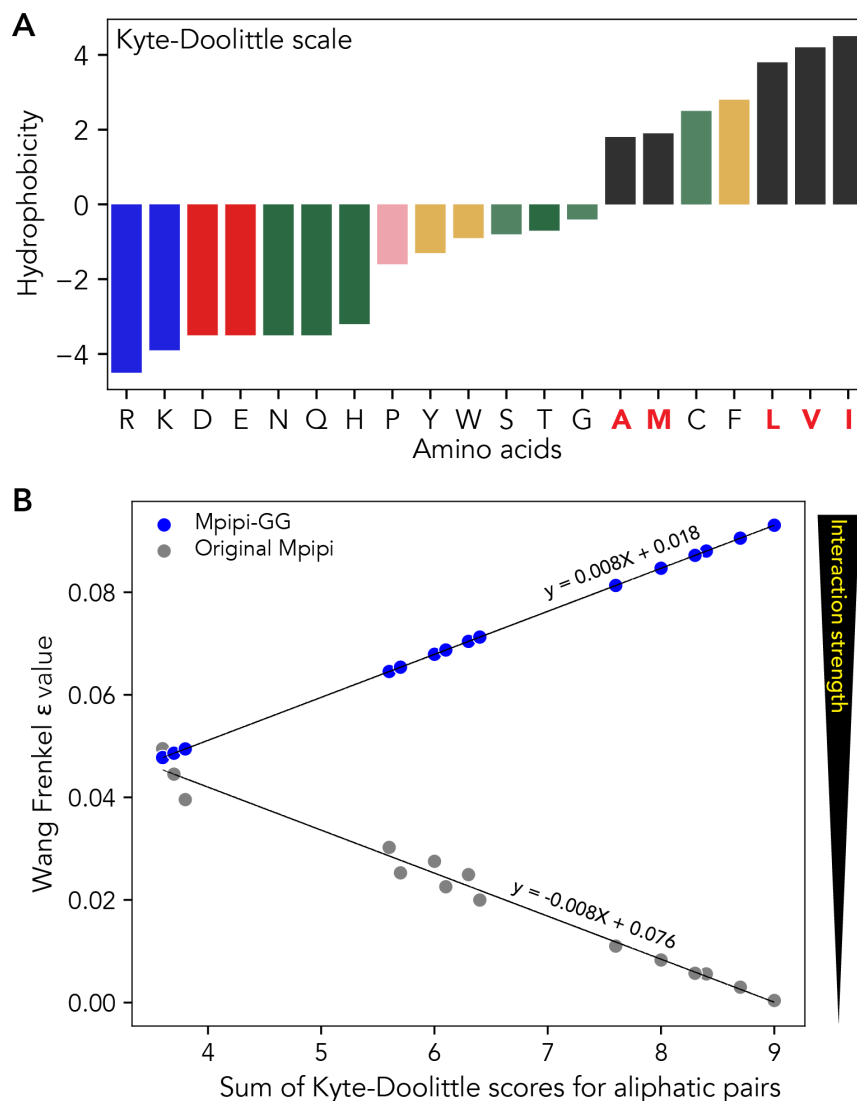 A
Kyte-Doolittle scale
4
2
0
−2
−4
Hydrophobicity
R K D E N Q H P Y W S T G A M C F L V I
Amino acids
B
Mpipi-GG
Original Mpipi
y = 0.008X + 0.018
y = -0.008X + 0.076
0.08
0.06
0.04
0.02
0.00
Wang Frenkel ε value
4 5 6 7 8 9
Sum of Kyte-Doolittle scores for aliphatic pairs
Interaction strength